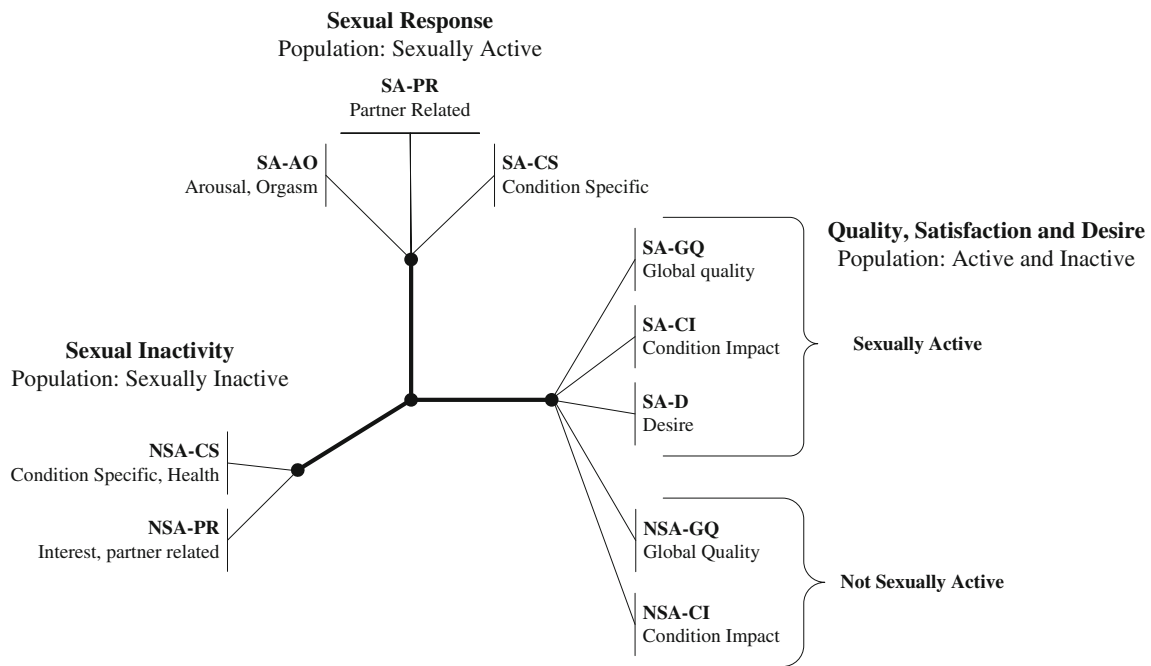 Sexual Response
Population: Sexually Active
SA-PR
Partner Related
SA-AO
Arousal, Orgasm
SA-CS
Condition Specific
Quality, Satisfaction and Desire
Population: Active and Inactive
SA-GQ
Global quality
SA-CI
Condition Impact
SA-D
Desire
Sexually Active
Sexual Inactivity
Population: Sexually Inactive
NSA-CS
Condition Specific, Health
NSA-PR
Interest, partner related
NSA-GQ
Global Quality
NSA-CI
Condition Impact
Not Sexually Active